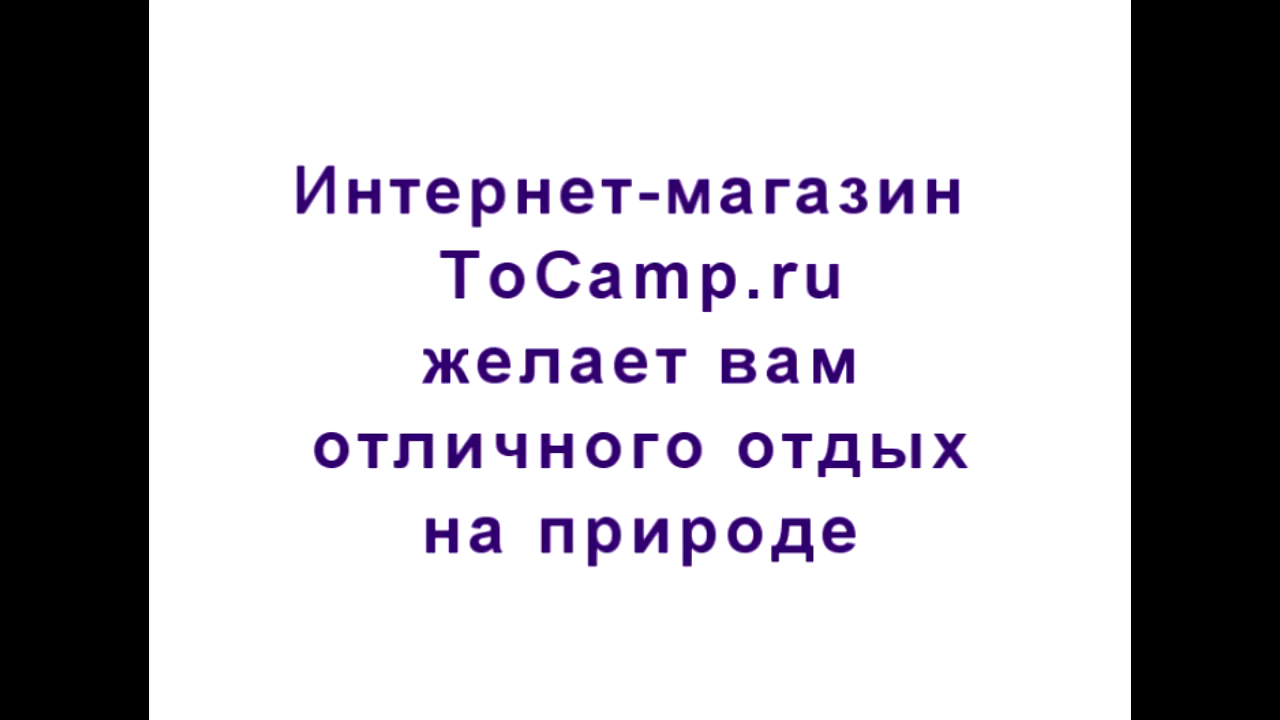 Интернет-магазин
ToCamp.ru
желает вам
отличного отдых
на природе